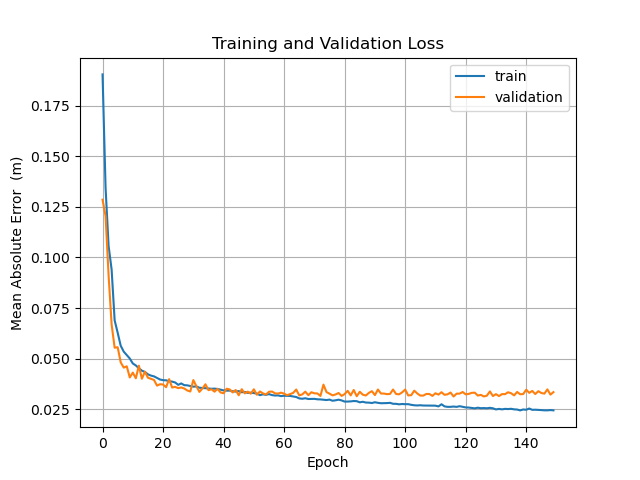 Training and Validation Loss
train
validation
0.175
0.150
0.125
0.100
0.075
0.050
0.025
Mean Absolute Error  (m)
0 20 40 60 80 100 120 140
Epoch